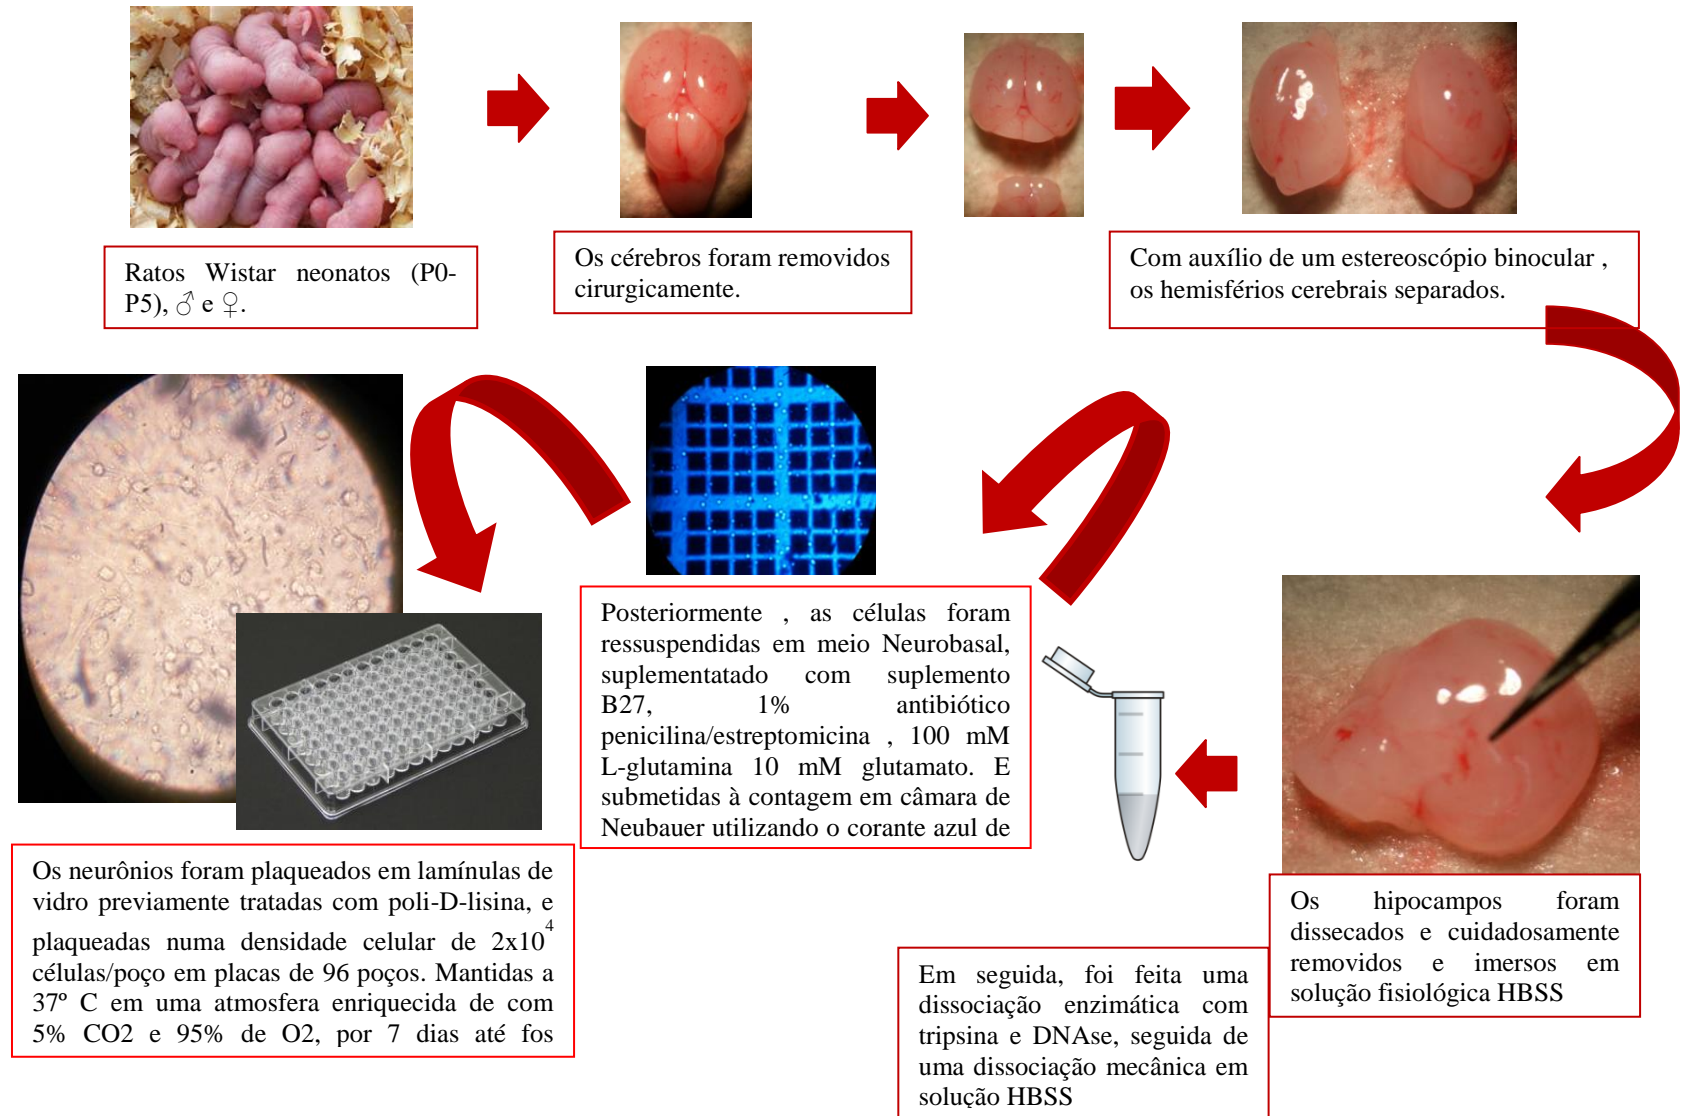 Ratos Wistar neonatos (P0-
P5), ♂ e ♀.
Os cérebros foram removidos
cirurgicamente.
Com auxílio de um estereoscópio binocular ,
os hemisférios cerebrais separados.
Os hipocampos foram
dissecados e cuidadosamente
removidos e imersos em
solução fisiológica HBSS
Em seguida, foi feita uma
dissociação enzimática com
tripsina e DNAse, seguida de
uma dissociação mecânica em
solução HBSS
Posteriormente , as células foram
ressuspendidas em meio Neurobasal,
suplementatado com suplemento
B27, 1% antibiótico
penicilina/estreptomicina , 100 mM
L-glutamina 10 mM glutamato. E
submetidas à contagem em câmara de
Neubauer utilizando o corante azul de
Os neurônios foram plaqueados em lamínulas de
vidro previamente tratadas com poli-D-lisina, e
plaqueadas numa densidade celular de 2x10⁴
células/poço em placas de 96 poços. Mantidas a
37º C em uma atmosfera enriquecida de com
5% CO2 e 95% de O2, por 7 dias até fos